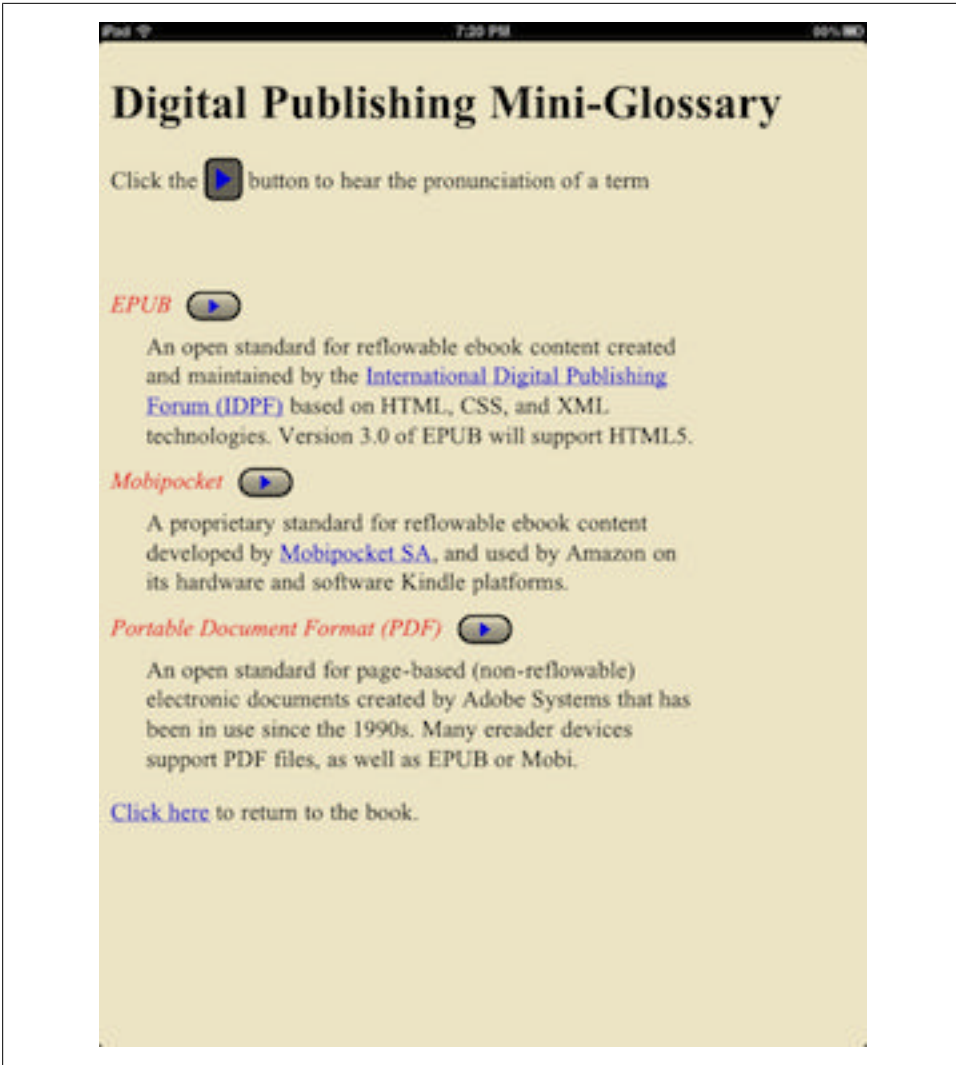 iPad 7:20 PM
Digital Publishing Mini-Glossary
Click the button to hear the pronunciation of a term
EPUB
An open standard for reflowable ebook content created
and maintained by the International Digital Publishing
Forum (IDPF) based on HTML, CSS, and XML
technologies. Version 3.0 of EPUB will support HTML5.
Mobipocket
A proprietary standard for reflowable ebook content
developed by Mobipocket SA, and used by Amazon on
its hardware and software Kindle platforms.
Portable Document Format (PDF)
An open standard for page-based (non-reflowable)
electronic documents created by Adobe Systems that has
been in use since the 1990s. Many ereader devices
support PDF files, as well as EPUB or Mobi.
Click here to return to the book.